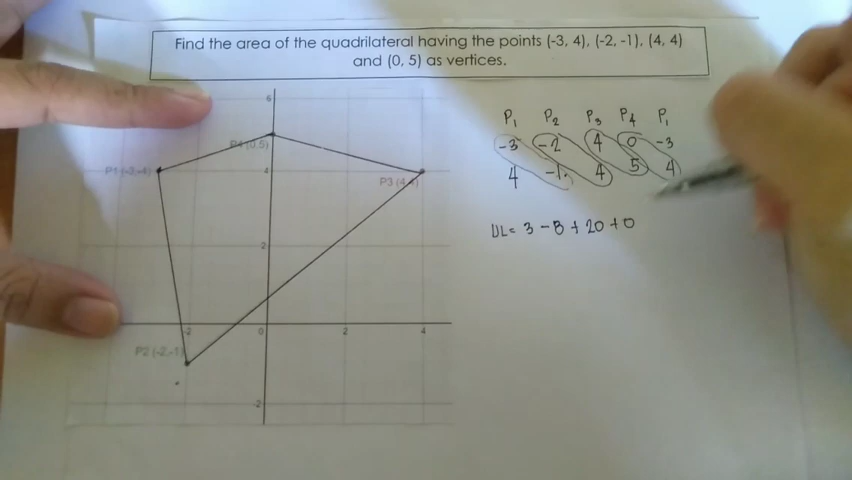 Find the area of the quadrilateral having the points (-3, 4), (-2, -1), (4, 4)
and (0, 5) as vertices.
6
P4 (0,5)
P1 (-3,-4)
4
P3 (4,4)
2
-2
0
2
4
P2 (-2,-1)
-2
P₁ P₂ P₃ P₄ P₁
-3 -2 4 0 -3
4 -1 4 5 4
DL= 3 - 8 + 20 + 0